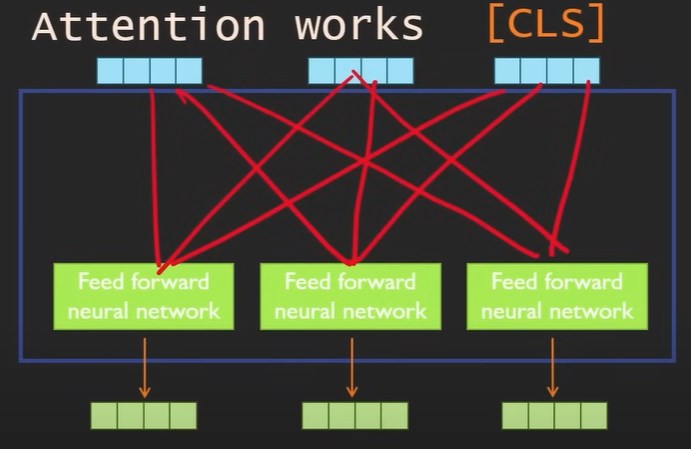 Attention works [CLS]
Feed forward Feed forward Feed forward
neural network neural network neural network